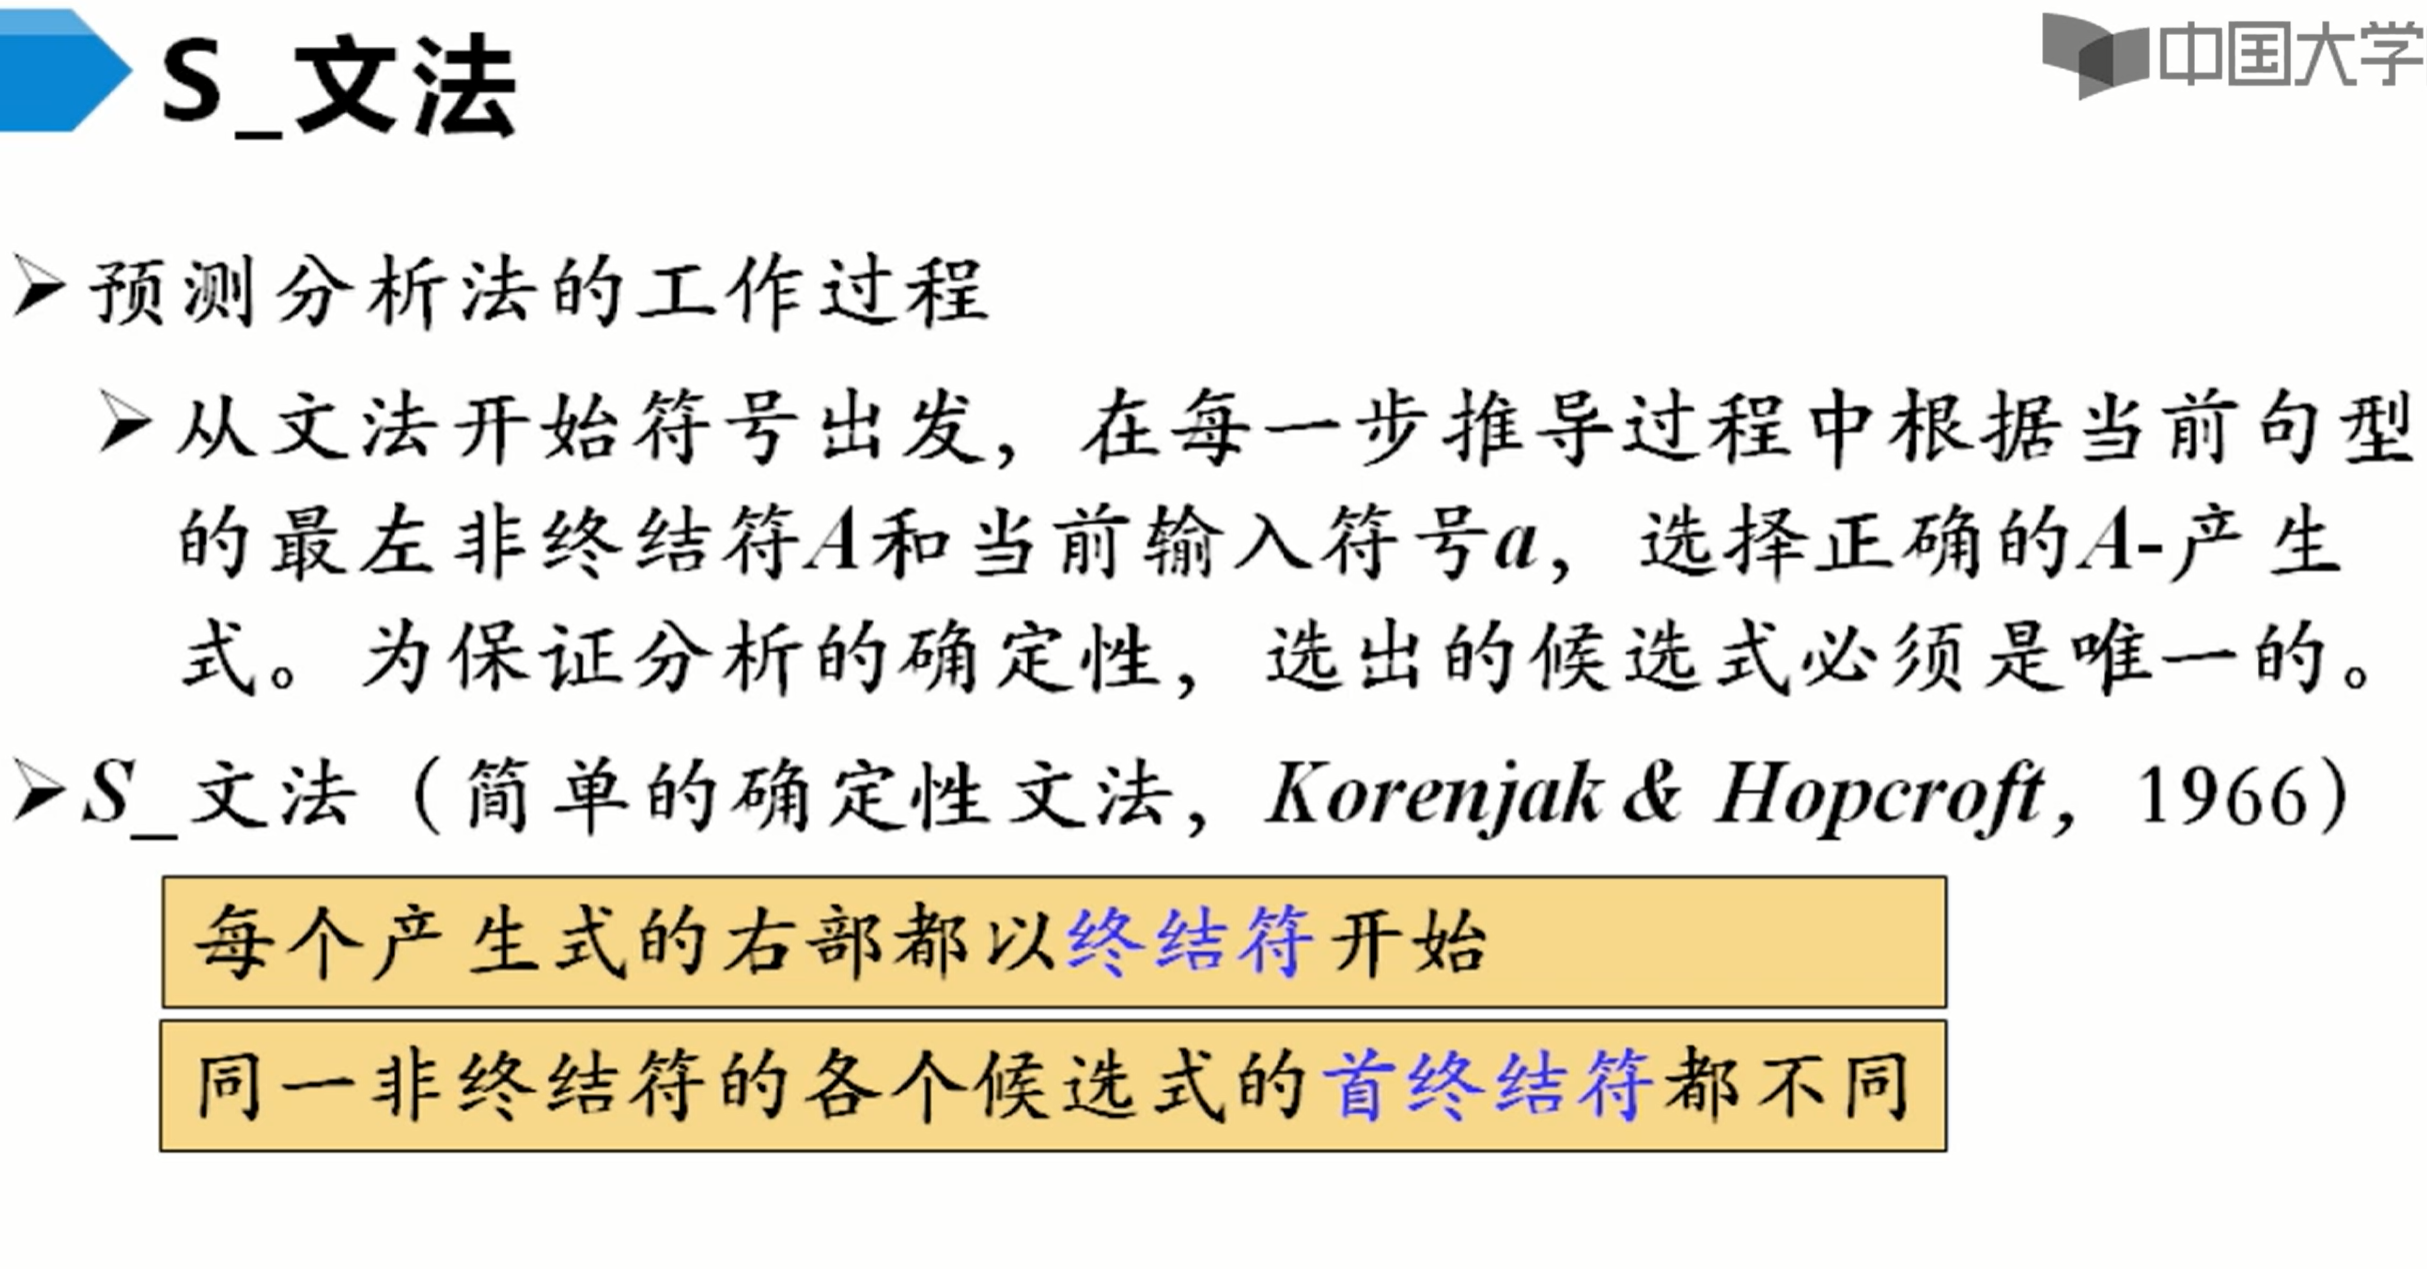 S_文法
中国大学
预测分析法的工作过程
从文法开始符号出发，在每一步推导过程中根据当前句型
的最左非终结符A和当前输入符号a，选择正确的A-产生
式。为保证分析的确定性，选出的候选式必须是唯一的。
S_文法（简单的确定性文法，Korenjak & Hopcroft，1966）
每个产生式的右部都以终结符开始
同一非终结符的各个候选式的首终结符都不同